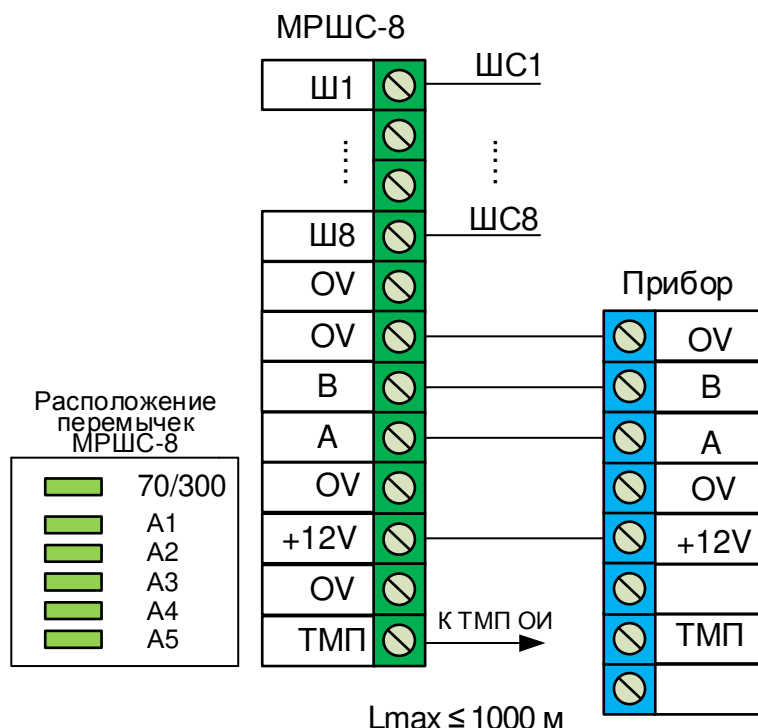 МРШС-8
Ш1
ШС1
Ш8
ШС8
OV
OV
B
A
OV
+12V
OV
ТМП
К ТМП ОИ
Прибор
OV
B
A
OV
+12V
ТМП
Расположение
перемычек
МРШС-8
70/300
A1
A2
A3
A4
A5
Lmax ≤ 1000 м